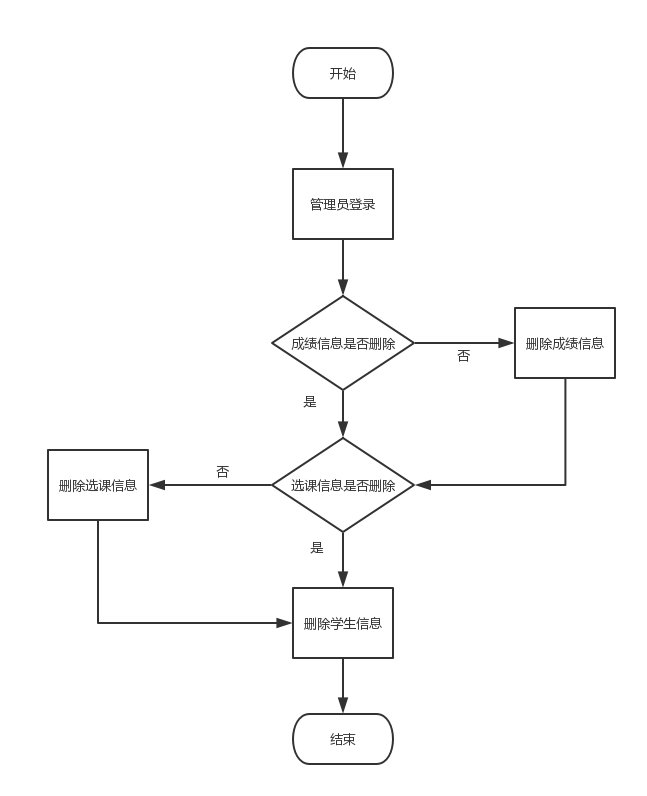 开始
管理员登录
成绩信息是否删除
删除成绩信息
否
是
删除选课信息
否
选课信息是否删除
是
删除学生信息
结束